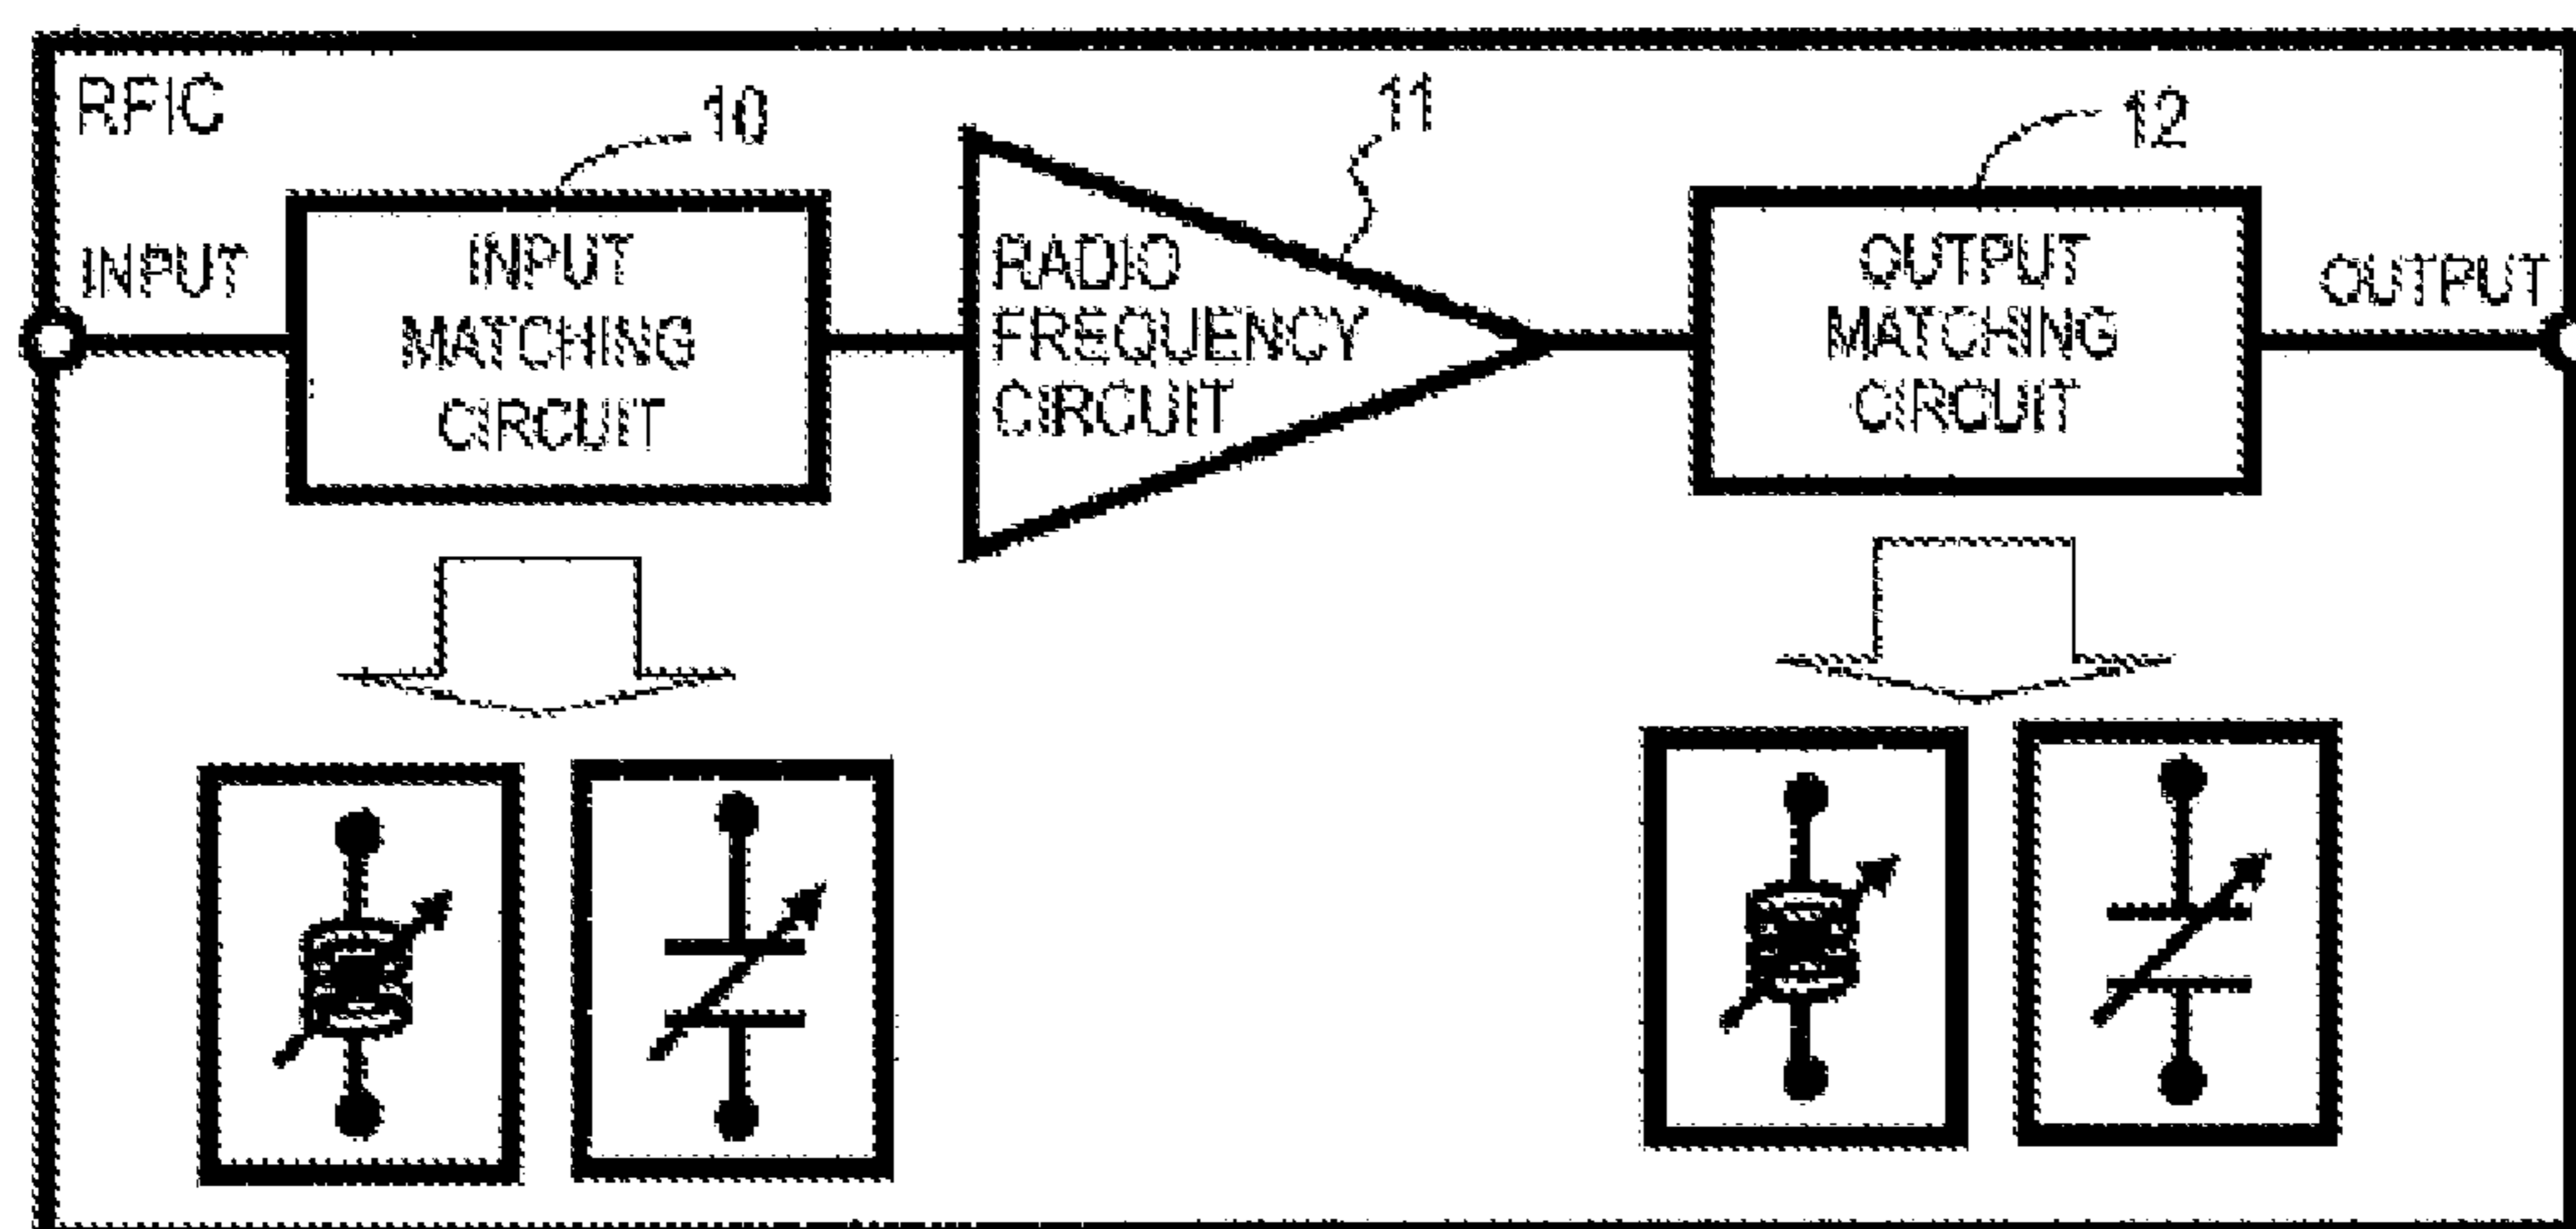 RFIC
10
11
12
INPUT
INPUT
MATCHING
CIRCUIT
RADIO
FREQUENCY
CIRCUIT
OUTPUT
MATCHING
CIRCUIT
OUTPUT